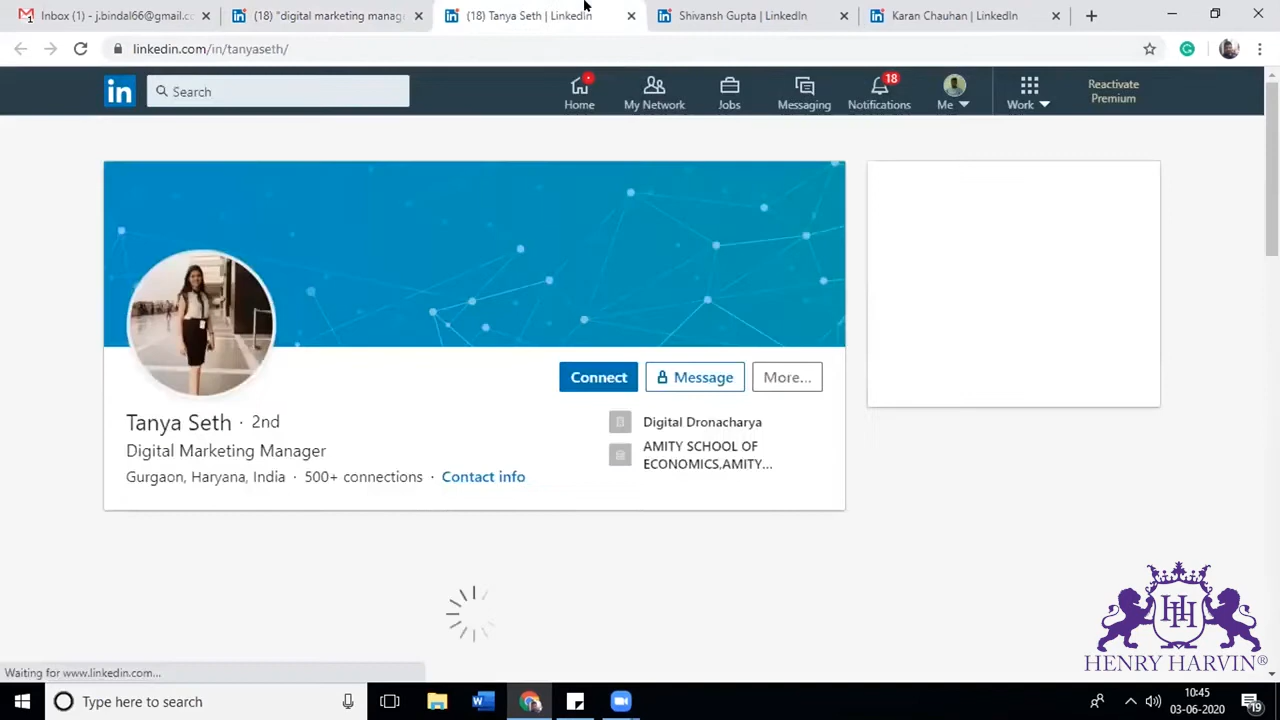 Inbox (1) - j.bindal66@gmail.c
(18) "digital marketing manag
(18) Tanya Seth | LinkedIn
Shivansh Gupta | LinkedIn
Karan Chauhan | LinkedIn
linkedin.com/in/tanyaseth/
in
Search
Home
My Network
Jobs
Messaging
18
Notifications
Me
Work
Reactivate
Premium
Connect
Message
More...
Tanya Seth · 2nd
Digital Marketing Manager
Gurgaon, Haryana, India · 500+ connections · Contact info
Digital Dronacharya
AMITY SCHOOL OF
ECONOMICS,AMITY...
HH
HENRY HARVIN®
Waiting for www.linkedin.com...
Type here to search
10:45
03-06-2020
19